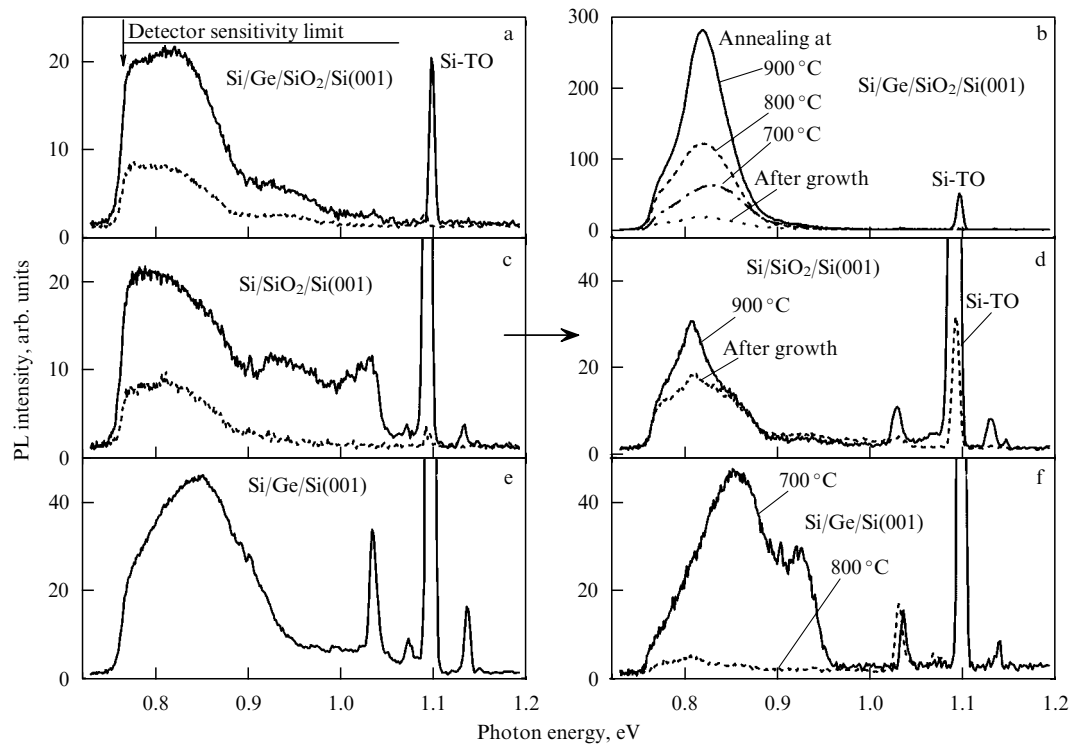 PL intensity, arb. units
Photon energy, eV
a
Detector sensitivity limit
Si/Ge/SiO₂/Si(001)
Si-TO
20
10
0
b
Annealing at
900 °C
800 °C
700 °C
After growth
Si/Ge/SiO₂/Si(001)
Si-TO
300
200
100
0
c
Si/SiO₂/Si(001)
20
10
0
d
Si/SiO₂/Si(001)
900 °C
After growth
Si-TO
40
20
0
e
Si/Ge/Si(001)
40
20
0
0.8 0.9 1.0 1.1 1.2
f
700 °C
Si/Ge/Si(001)
800 °C
40
20
0
0.8 0.9 1.0 1.1 1.2